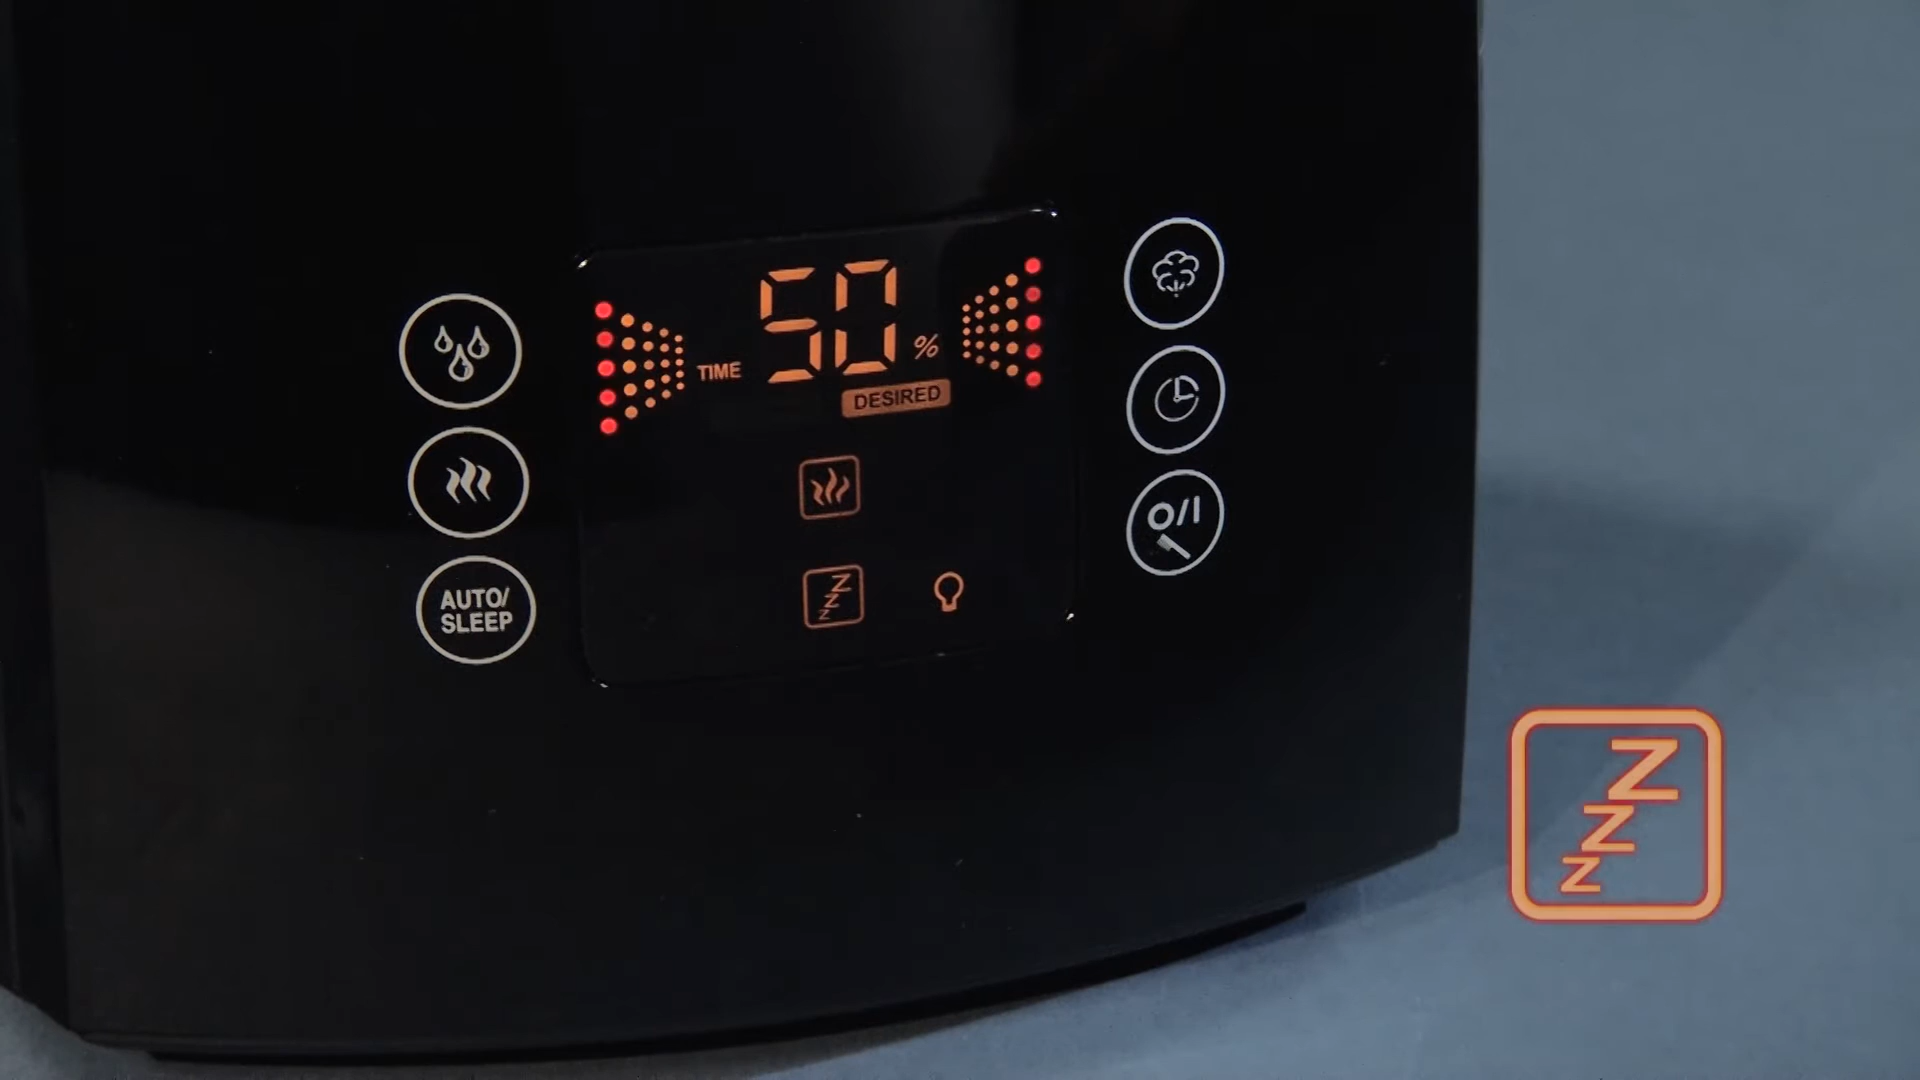 50 %
TIME
DESIRED
AUTO/
SLEEP
O/I
Z
Z
Z
Z
Z
Z